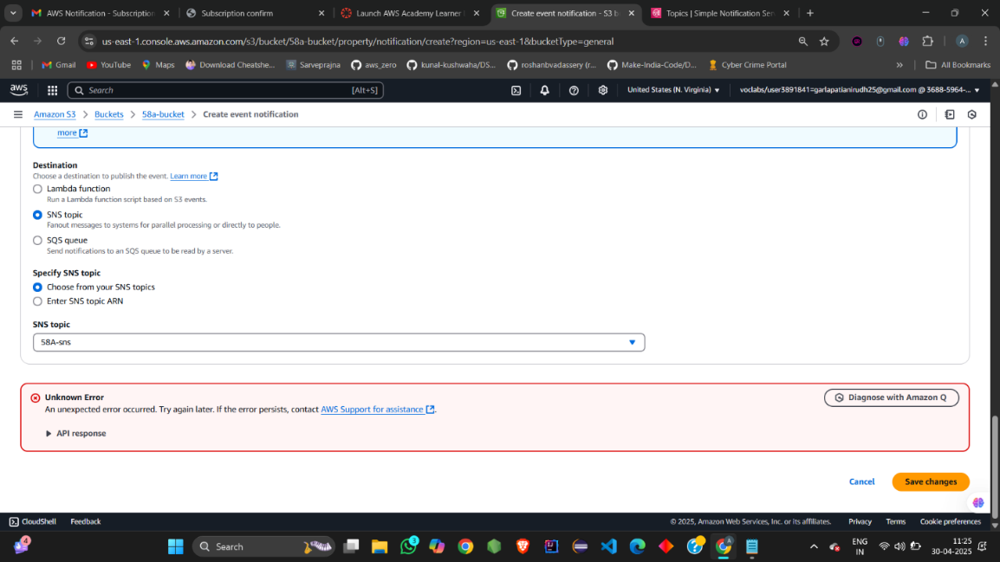 AWS Notification - Subscription
Subscription confirm
Launch AWS Academy Learner
Create event notification - S3 b
Topics | Simple Notification Ser
us-east-1.console.aws.amazon.com/s3/bucket/58a-bucket/property/notification/create?region=us-east-1&bucketType=general
A
Gmail
YouTube
Maps
Download Cheatshe...
Sarveprajna
aws_zero
kunal-kushwaha/DS...
roshanbvadassery (r...
Make-India-Code/D...
Cyber Crime Portal
»
All Bookmarks
aws
Search
[Alt+S]
United States (N. Virginia)
voclabs/user3891841=garlapatianirudh25@gmail.com @ 3688-5964-...
Amazon S3
Buckets
58a-bucket
Create event notification
more
Destination
Choose a destination to publish the event. Learn more
Lambda function
Run a Lambda function script based on S3 events.
SNS topic
Fanout messages to systems for parallel processing or directly to people.
SQS queue
Send notifications to an SQS queue to be read by a server.
Specify SNS topic
Choose from your SNS topics
Enter SNS topic ARN
SNS topic
58A-sns
Unknown Error
An unexpected error occurred. Try again later. If the error persists, contact AWS Support for assistance.
Diagnose with Amazon Q
API response
Cancel
Save changes
CloudShell
Feedback
© 2025, Amazon Web Services, Inc. or its affiliates.
Privacy
Terms
Cookie preferences
4
Search
3
ENG
IN
11:25
30-04-2025